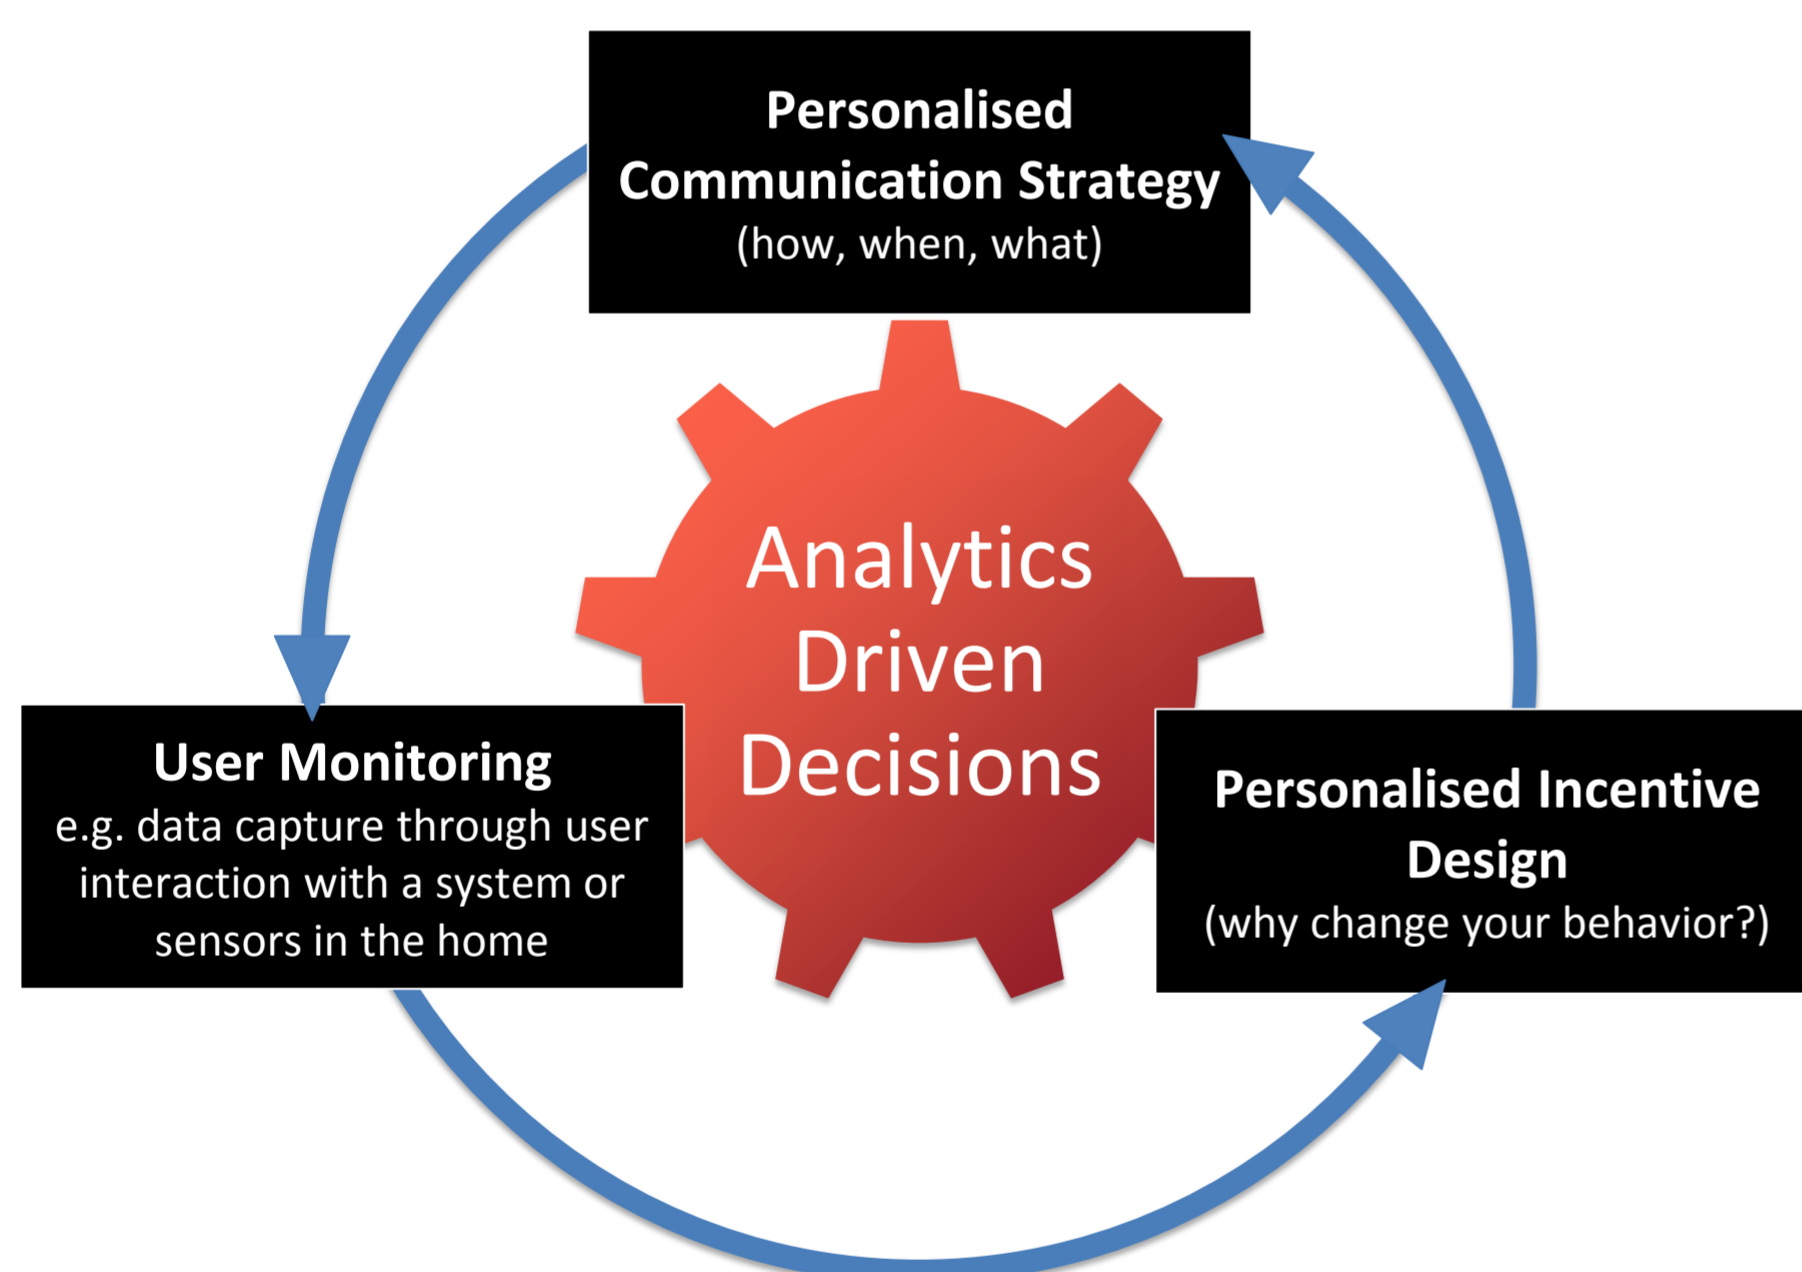 Personalised
Communication Strategy
(how, when, what)
Analytics
Driven
Decisions
User Monitoring
e.g. data capture through user
interaction with a system or
sensors in the home
Personalised Incentive
Design
(why change your behavior?)